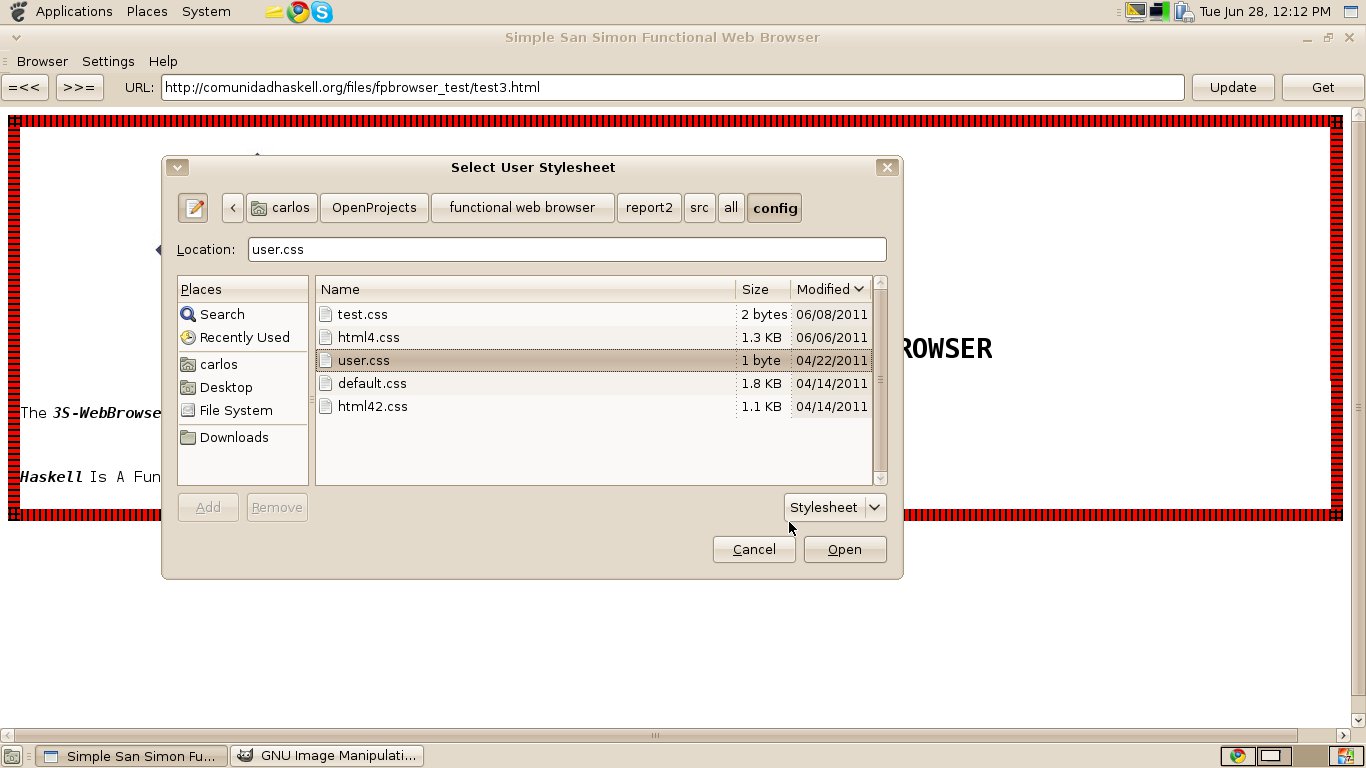 Applications Places System Tue Jun 28, 12:12 PM
Simple San Simon Functional Web Browser
Browser Settings Help
=<< >>= URL: http://comunidadhaskell.org/files/fpbrowser_test/test3.html Update Get
Select User Stylesheet
carlos OpenProjects functional web browser report2 src all config
Location: user.css
Places Name Size Modified
Search test.css 2 bytes 06/08/2011
Recently Used html4.css 1.3 KB 06/06/2011
carlos user.css 1 byte 04/22/2011
Desktop default.css 1.8 KB 04/14/2011
File System html42.css 1.1 KB 04/14/2011
Downloads
ROWSER
The 3S-WebBrowse
Haskell Is A Fun
Add Remove Stylesheet
Cancel Open
Simple San Simon Fu... GNU Image Manipulati...